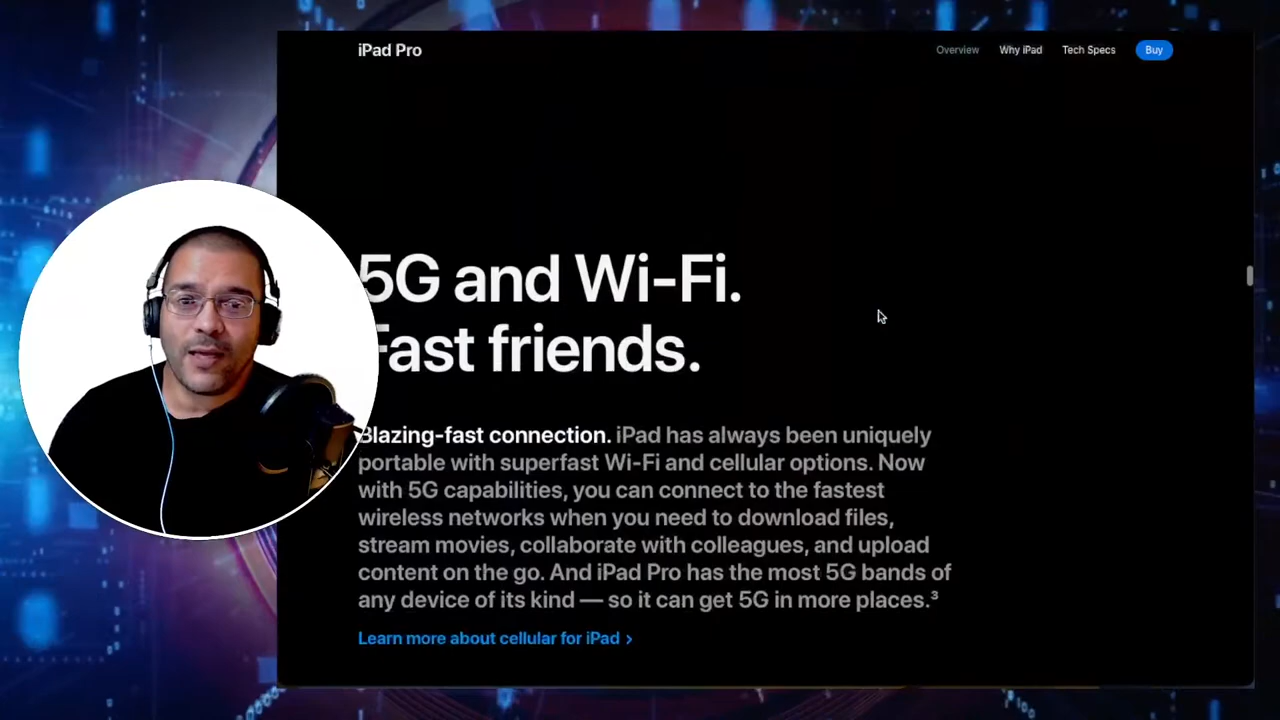 iPad Pro
Overview Why iPad Tech Specs Buy
5G and Wi-Fi.
Fast friends.
Blazing-fast connection. iPad has always been uniquely
portable with superfast Wi-Fi and cellular options. Now
with 5G capabilities, you can connect to the fastest
wireless networks when you need to download files,
stream movies, collaborate with colleagues, and upload
content on the go. And iPad Pro has the most 5G bands of
any device of its kind — so it can get 5G in more places.³
Learn more about cellular for iPad >